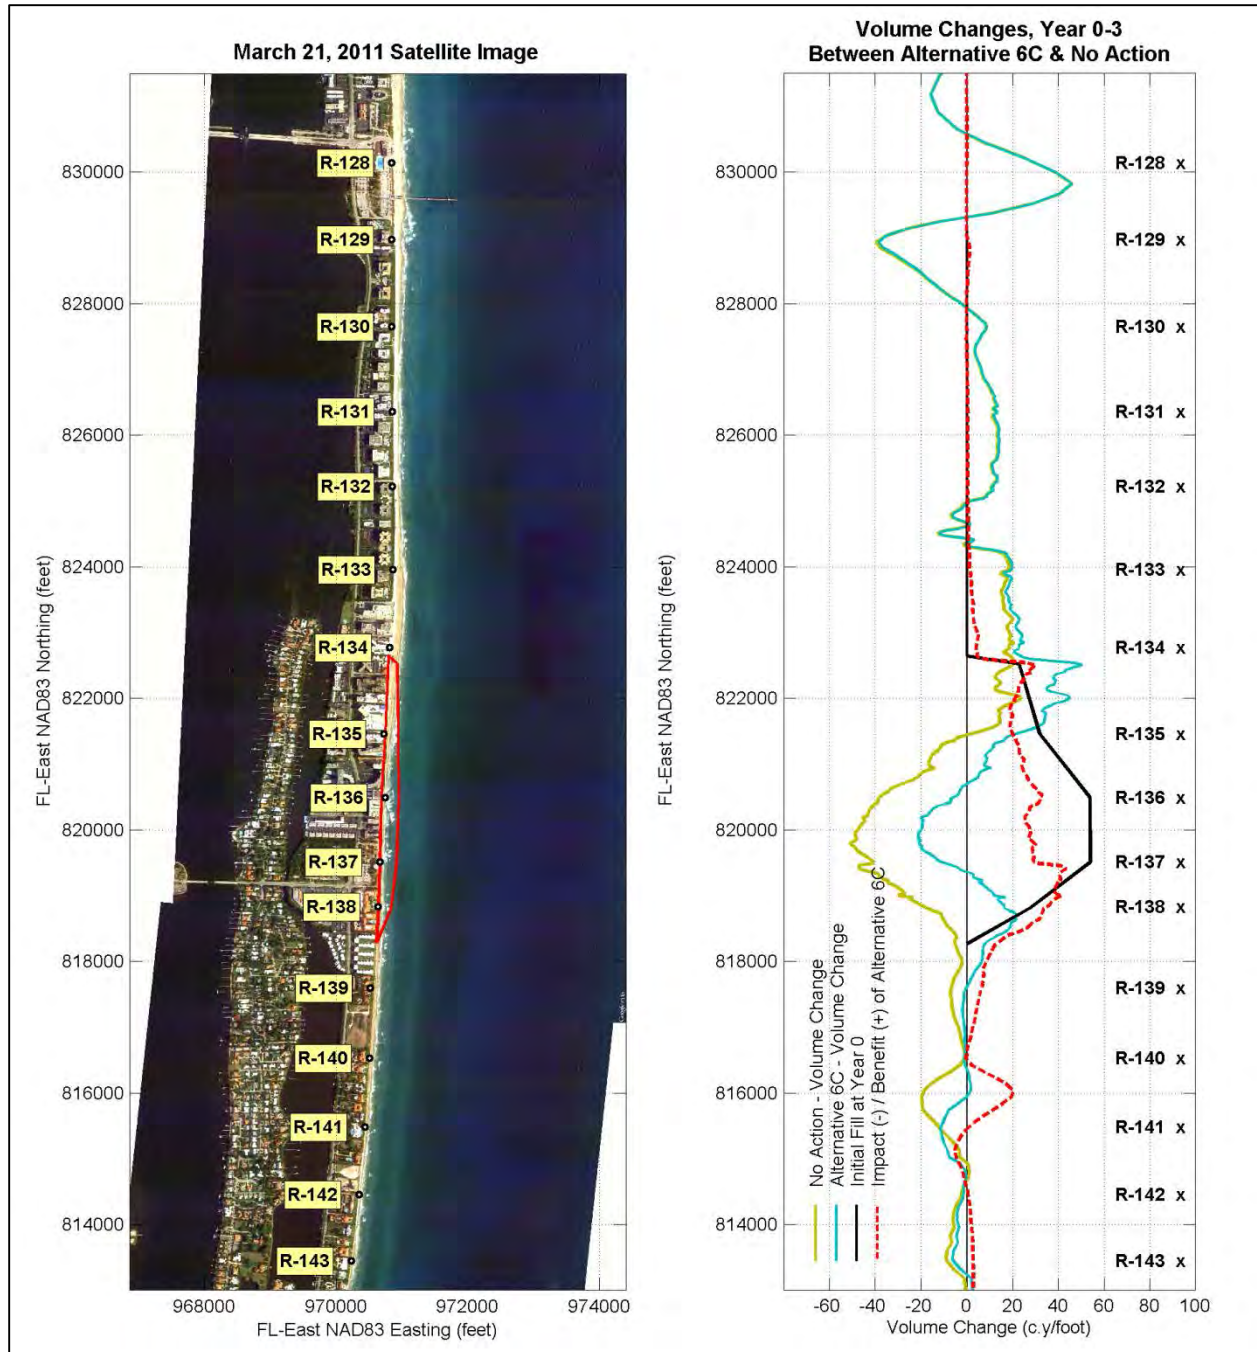 March 21, 2011 Satellite Image
FL-East NAD83 Northing (feet)
830000
828000
826000
824000
822000
820000
818000
816000
814000
R-128
R-129
R-130
R-131
R-132
R-133
R-134
R-135
R-136
R-137
R-138
R-139
R-140
R-141
R-142
R-143
968000 970000 972000 974000
FL-East NAD83 Easting (feet)
Volume Changes, Year 0-3
Between Alternative 6C & No Action
FL-East NAD83 Northing (feet)
830000
828000
826000
824000
822000
820000
818000
816000
814000
R-128 x
R-129 x
R-130 x
R-131 x
R-132 x
R-133 x
R-134 x
R-135 x
R-136 x
R-137 x
R-138 x
R-139 x
R-140 x
R-141 x
R-142 x
R-143 x
No Action - Volume Change
Alternative 6C - Volume Change
Initial Fill at Year 0
Impact (-) / Benefit (+) of Alternative 6C
-60 -40 -20 0 20 40 60 80 100
Volume Change (c.y/foot)